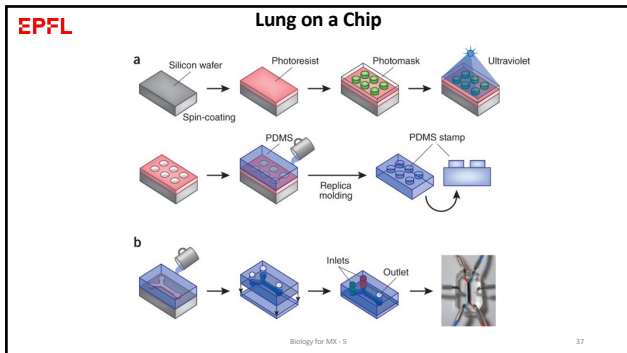 EPFL
Lung on a Chip
a
Silicon wafer
Photoresist
Photomask
Ultraviolet
Spin-coating
PDMS
PDMS stamp
Replica
molding
b
Inlets
Outlet
Biology for MX - 5
37